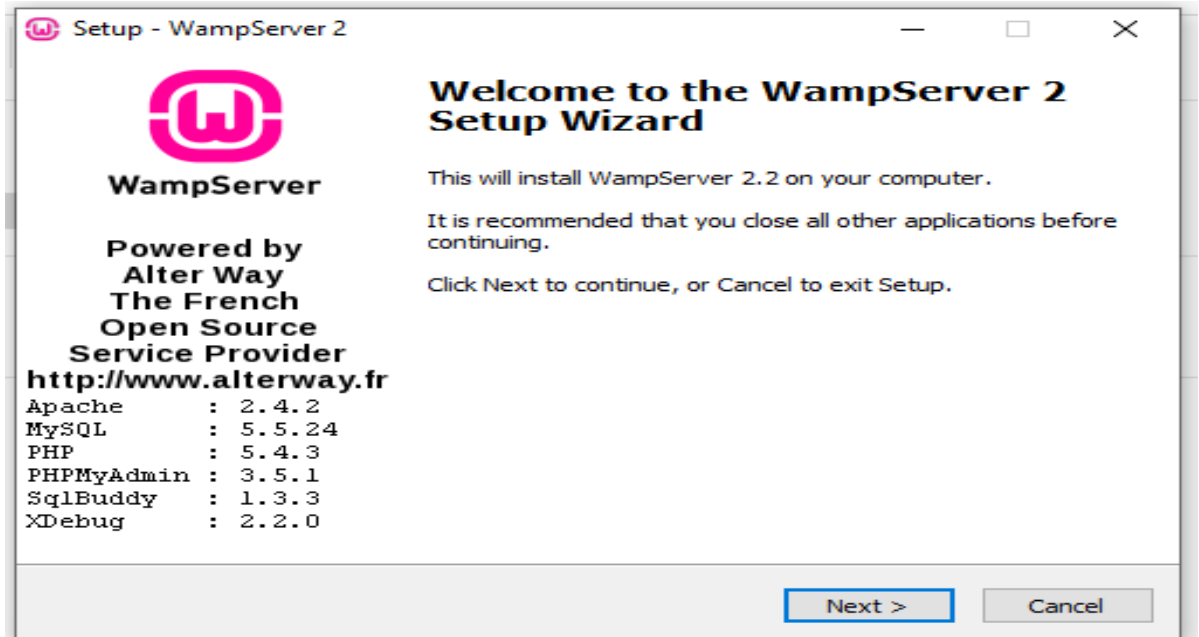 Setup - WampServer 2
Welcome to the WampServer 2
Setup Wizard
This will install WampServer 2.2 on your computer.
It is recommended that you close all other applications before
continuing.
Click Next to continue, or Cancel to exit Setup.
WampServer
Powered by
Alter Way
The French
Open Source
Service Provider
http://www.alterway.fr
Apache : 2.4.2
MySQL : 5.5.24
PHP : 5.4.3
PHPMyAdmin : 3.5.1
SqlBuddy : 1.3.3
XDebug : 2.2.0
Next >
Cancel